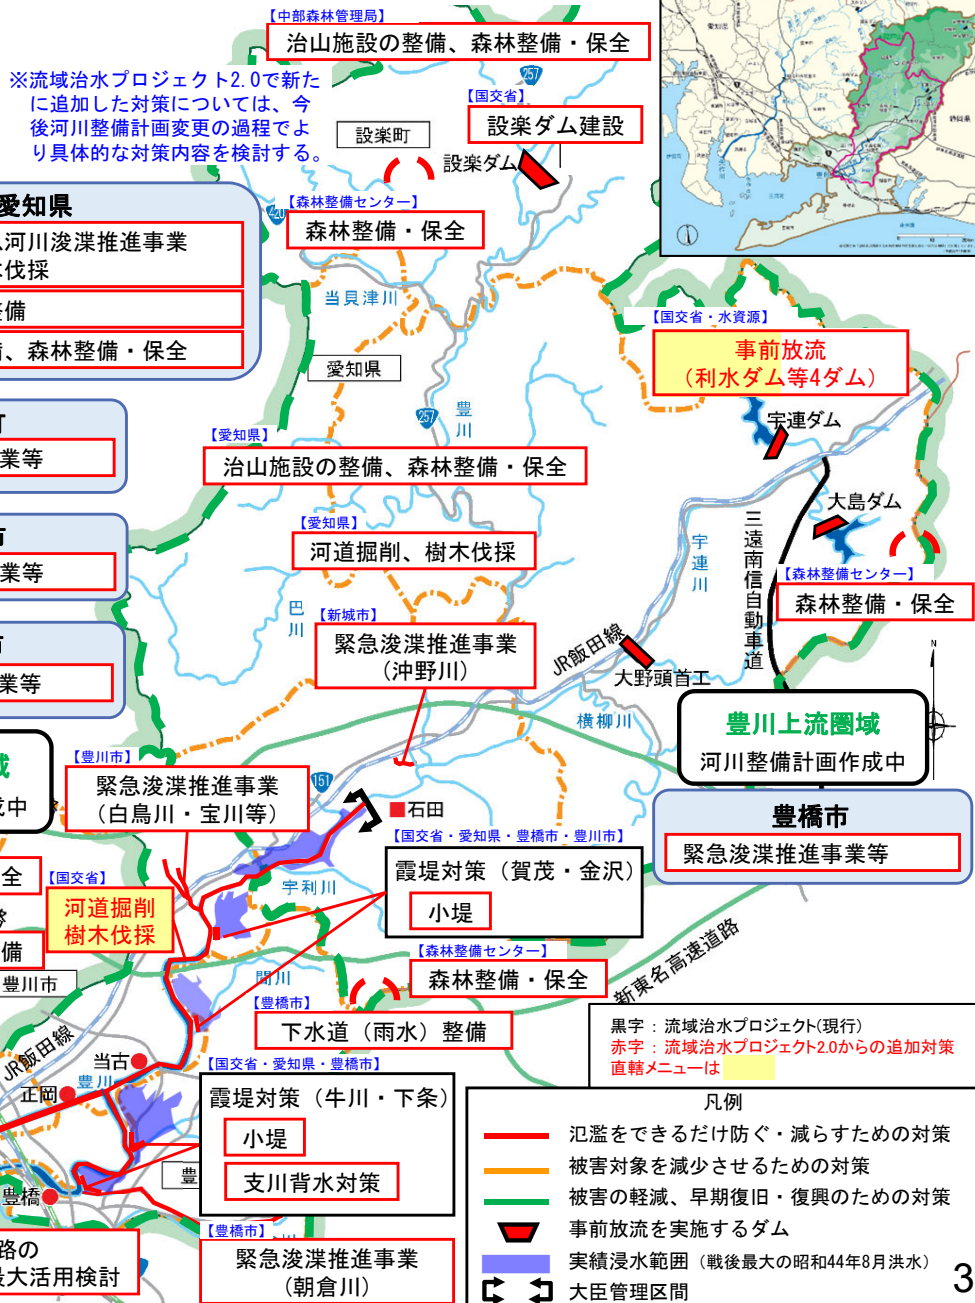 【中部森林管理局】
治山施設の整備、森林整備・保全
※流域治水プロジェクト2.0で新た
に追加した対策については、今
後河川整備計画変更の過程でよ
り具体的な対策内容を検討する。
257
【国交省】
設楽ダム建設
設楽町
設楽ダム
愛知県
河川浚渫推進事業
伐採
整備
、森林整備・保全
【森林整備センター】
420
森林整備・保全
当貝津川
愛知県
【国交省・水資源】
事前放流
（利水ダム等4ダム）
宇連ダム
257
豊川
【愛知県】
治山施設の整備、森林整備・保全
町
業等
市
業等
市
業等
【愛知県】
河道掘削、樹木伐採
大島ダム
三遠南信自動車道
宇連川
【森林整備センター】
森林整備・保全
巴川
【新城市】
緊急浚渫推進事業
（沖野川）
JR飯田線
大野頭首工
横柳川
N
豊川上流圏域
河川整備計画作成中
域
成中
【豊川市】
緊急浚渫推進事業
（白鳥川・宝川等）
151
石田
豊橋市
緊急浚渫推進事業等
【国交省・愛知県・豊橋市・豊川市】
霞堤対策（賀茂・金沢）
小堤
全
【国交省】
河道掘削
樹木伐採
備
豊川市
宇利川
間川
【森林整備センター】
森林整備・保全
新東名高速道路
【豊橋市】
下水道（雨水）整備
黒字：流域治水プロジェクト(現行)
赤字：流域治水プロジェクト2.0からの追加対策
直轄メニューは
JR飯田線
当古
豊川
正岡
【国交省・愛知県・豊橋市】
霞堤対策（牛川・下条）
小堤
支川背水対策
豊
豊橋
路の
最大活用検討
【豊橋市】
緊急浚渫推進事業
（朝倉川）
凡例
氾濫をできるだけ防ぐ・減らすための対策
被害対象を減少させるための対策
被害の軽減、早期復旧・復興のための対策
事前放流を実施するダム
実績浸水範囲（戦後最大の昭和44年8月洪水）
大臣管理区間
3